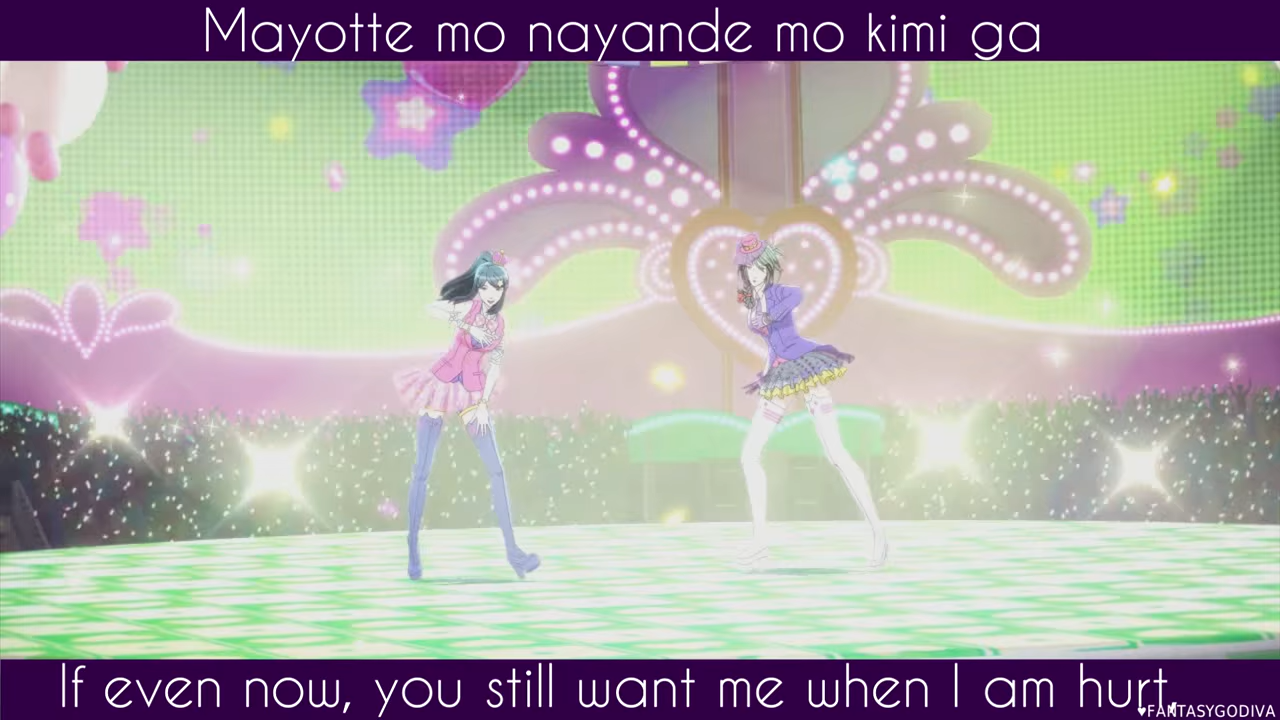 Mayotte mo nayande mo kimi ga
If even now, you still want me when I am hurt,
♥FANTASYGODIVA